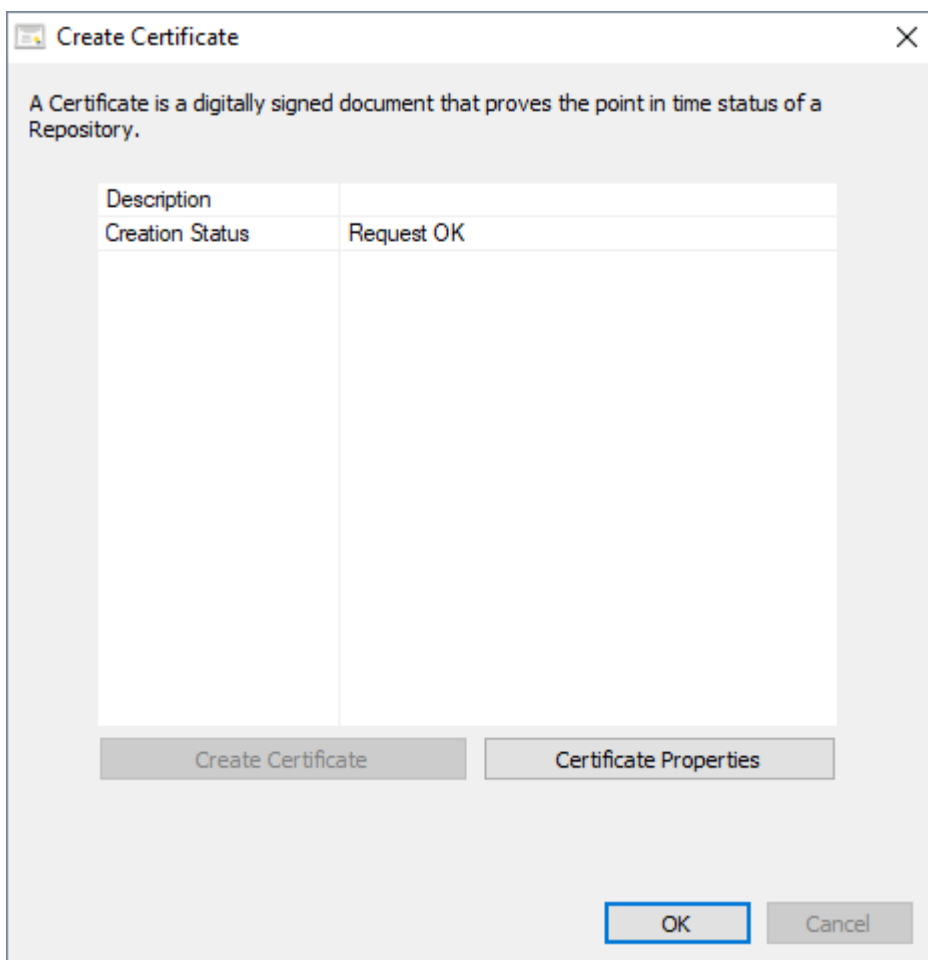 Create Certificate
A Certificate is a digitally signed document that proves the point in time status of a
Repository.
Description
Creation Status Request OK
Create Certificate Certificate Properties
OK Cancel